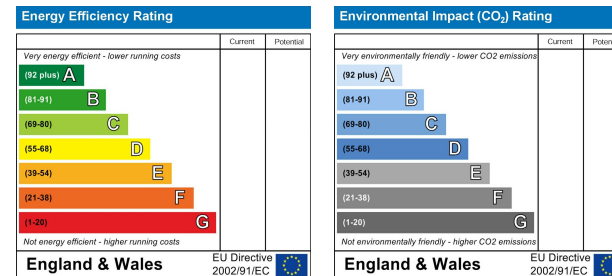 Energy Efficiency Rating
Current Potential
Very energy efficient - lower running costs
(92 plus) A
(81-91) B
(69-80) C
(55-68) D
(39-54) E
(21-38) F
(1-20) G
Not energy efficient - higher running costs
England & Wales
EU Directive
2002/91/EC
Environmental Impact (CO₂) Rating
Current Poten
Very environmentally friendly - lower CO2 emissions
(92 plus) A
(81-91) B
(69-80) C
(55-68) D
(39-54) E
(21-38) F
(1-20) G
Not environmentally friendly - higher CO2 emissions
England & Wales
EU Directive
2002/91/EC